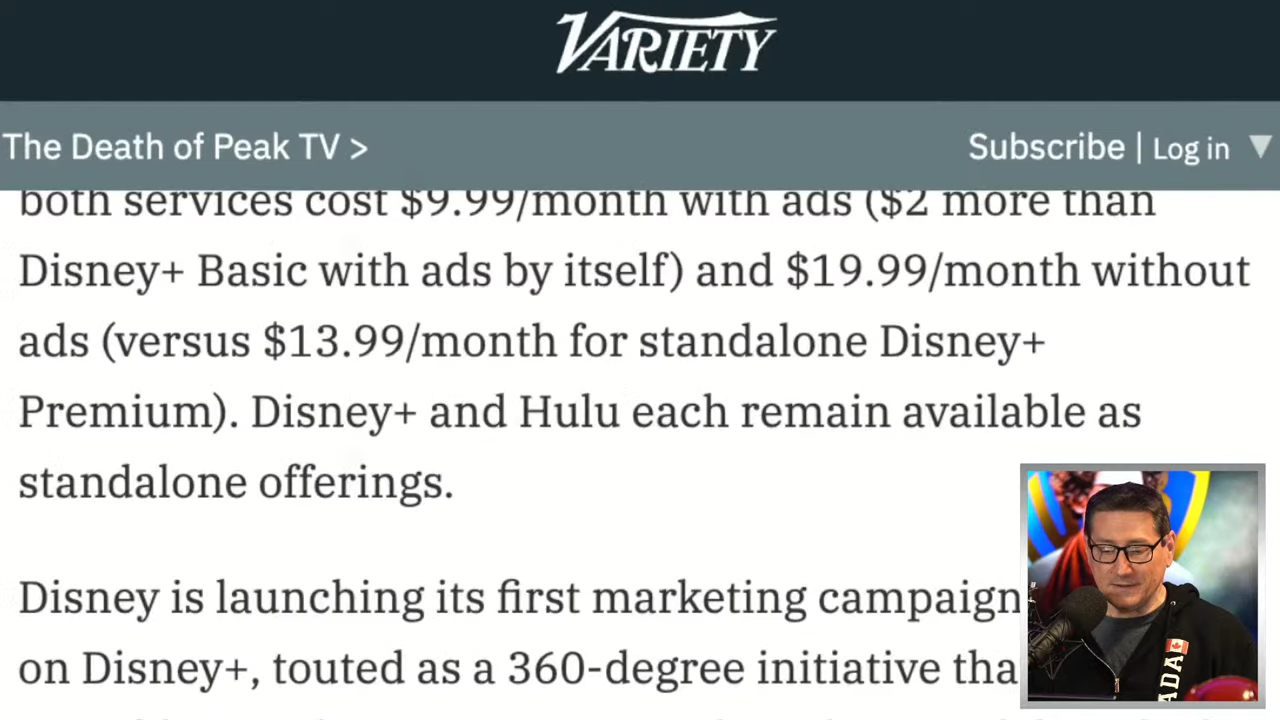 VARIETY
The Death of Peak TV >
Subscribe | Log in ▼
both services cost $9.99/month with ads ($2 more than
Disney+ Basic with ads by itself) and $19.99/month without
ads (versus $13.99/month for standalone Disney+
Premium). Disney+ and Hulu each remain available as
standalone offerings.
Disney is launching its first marketing campaign
on Disney+, touted as a 360-degree initiative tha
ADA